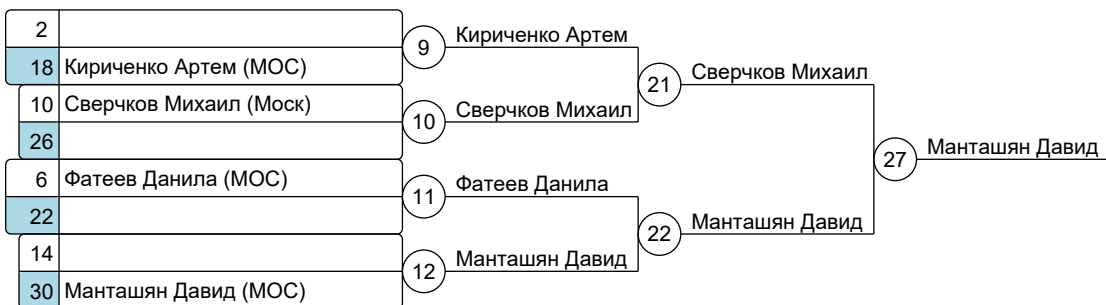 2
18 Кириченко Артем (МОС)
9
Кириченко Артем
10 Сверчков Михаил (Моск)
26
10
Сверчков Михаил
21
Сверчков Михаил
6 Фатеев Данила (МОС)
22
11
Фатеев Данила
14
30 Манташян Давид (МОС)
12
Манташян Давид
22
Манташян Давид
27
Манташян Давид